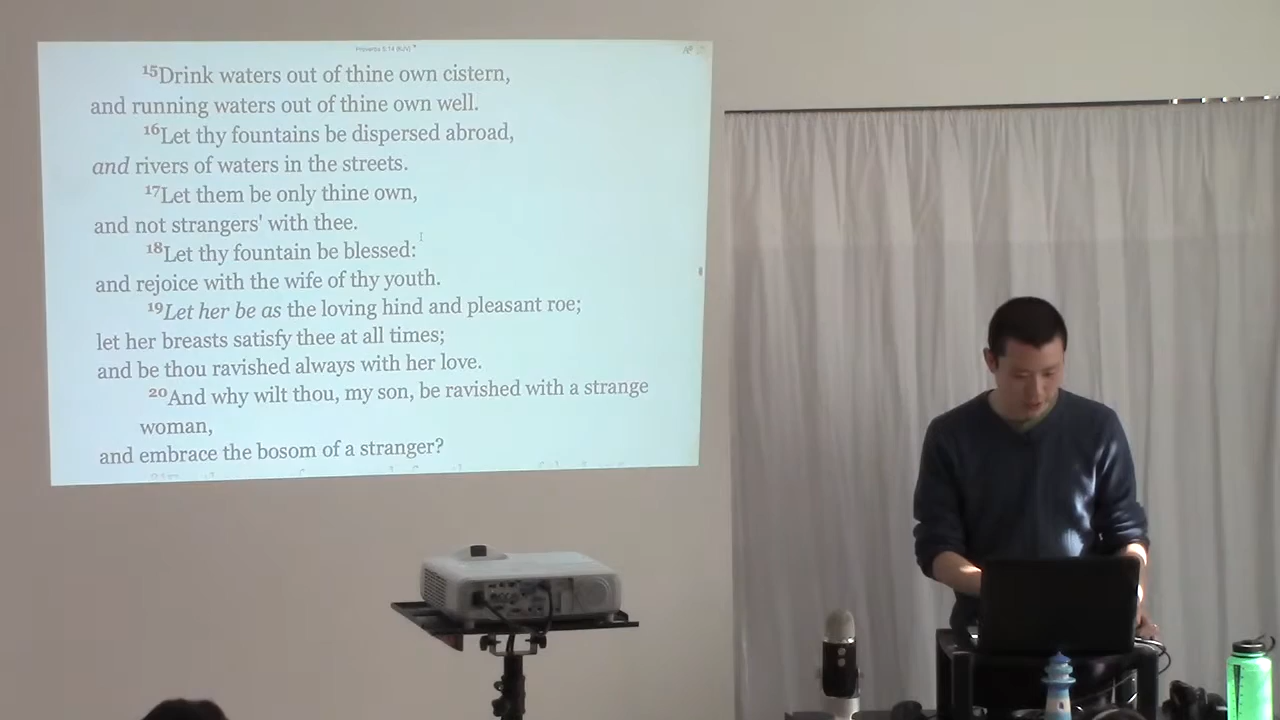 Proverbs 5:14 (KJV)
15Drink waters out of thine own cistern,
and running waters out of thine own well.
16Let thy fountains be dispersed abroad,
and rivers of waters in the streets.
17Let them be only thine own,
and not strangers' with thee.
18Let thy fountain be blessed:
and rejoice with the wife of thy youth.
19Let her be as the loving hind and pleasant roe;
let her breasts satisfy thee at all times;
and be thou ravished always with her love.
20And why wilt thou, my son, be ravished with a strange
woman,
and embrace the bosom of a stranger?